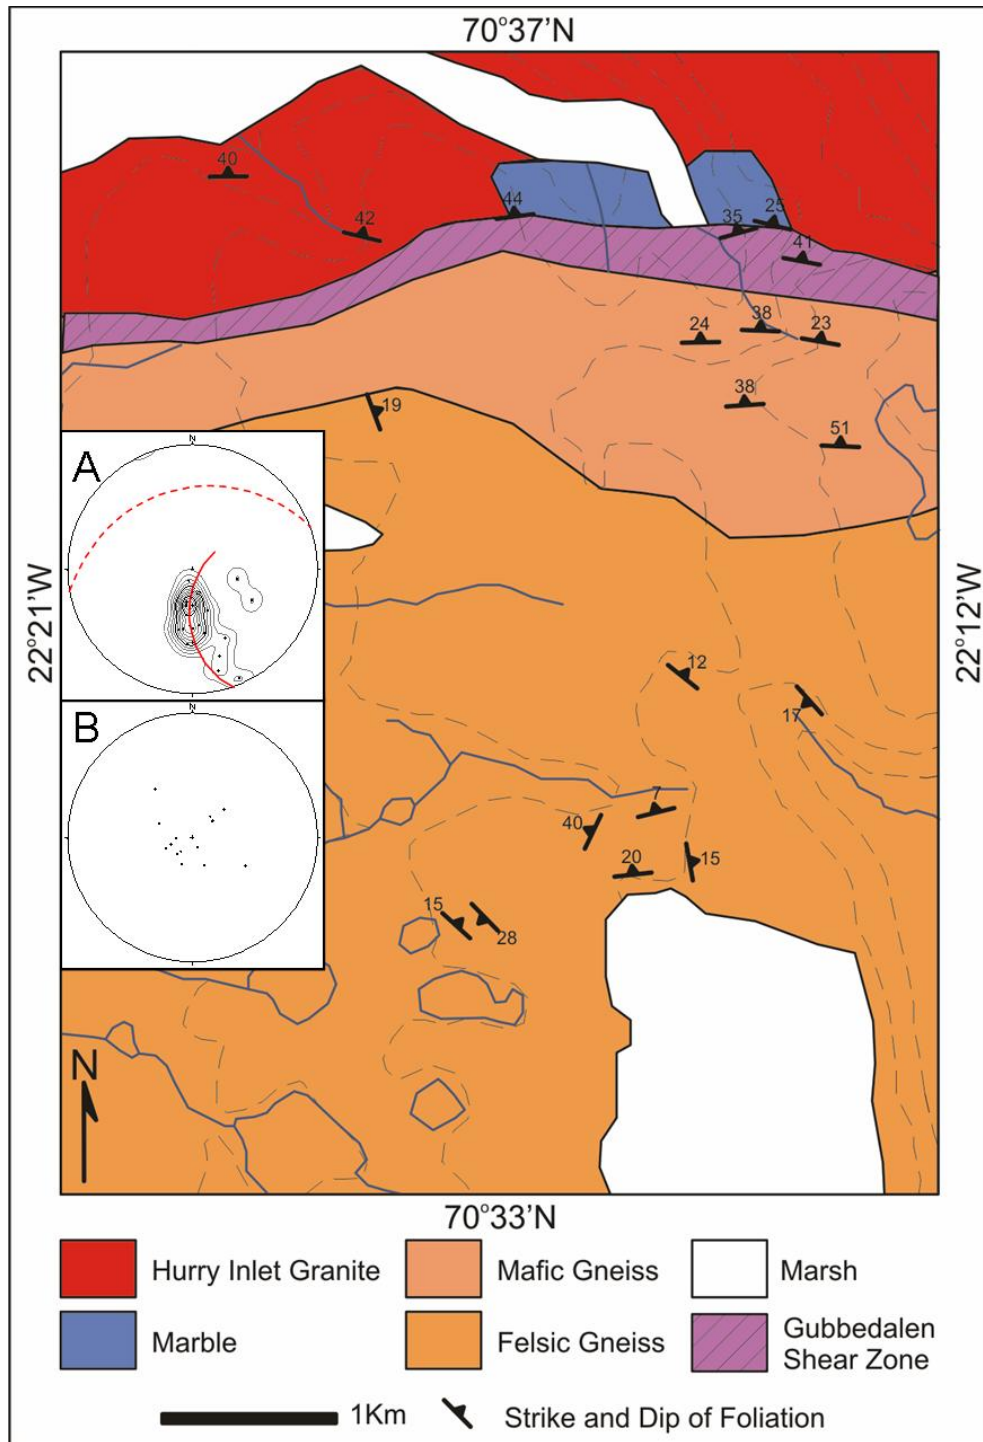 70°37'N
40
42
44
35
25
41
24
38
23
38
51
19
A
N
22°21'W
22°12'W
B
N
12
17
7
40
20
15
15
28
N
70°33'N
Hurry Inlet Granite
Mafic Gneiss
Marsh
Marble
Felsic Gneiss
Gubbedalen
Shear Zone
1Km
Strike and Dip of Foliation